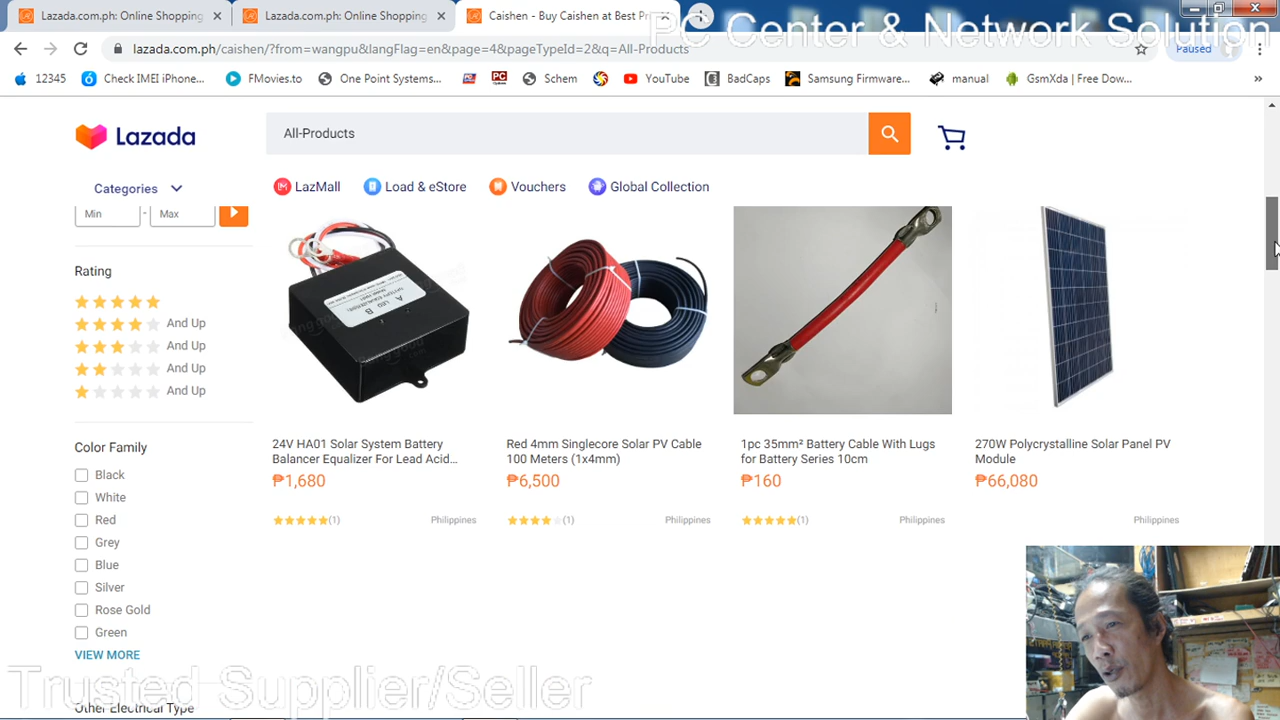 Lazada.com.ph: Online Shopping
Lazada.com.ph: Online Shopping
Caishen - Buy Caishen at Best Pr
PC Center & Network Solution
lazada.com.ph/caishen/?from=wangpu&langFlag=en&page=4&pageTypeId=2&q=All-Products
Paused
12345
Check IMEI iPhone...
FMovies.to
One Point Systems...
Schem
YouTube
BadCaps
Samsung Firmware...
manual
GsmXda | Free Dow...
Lazada
All-Products
Categories
LazMall
Load & eStore
Vouchers
Global Collection
Min - Max
Rating
And Up
And Up
And Up
And Up
Color Family
Black
White
Red
Grey
Blue
Silver
Rose Gold
Green
VIEW MORE
Other Electrical Type
24V HA01 Solar System Battery
Balancer Equalizer For Lead Acid...
₱1,680
(1)
Philippines
Red 4mm Singlecore Solar PV Cable
100 Meters (1x4mm)
₱6,500
(1)
Philippines
1pc 35mm² Battery Cable With Lugs
for Battery Series 10cm
₱160
(1)
Philippines
270W Polycrystalline Solar Panel PV
Module
₱66,080
Philippines
Trusted Supplier/Seller